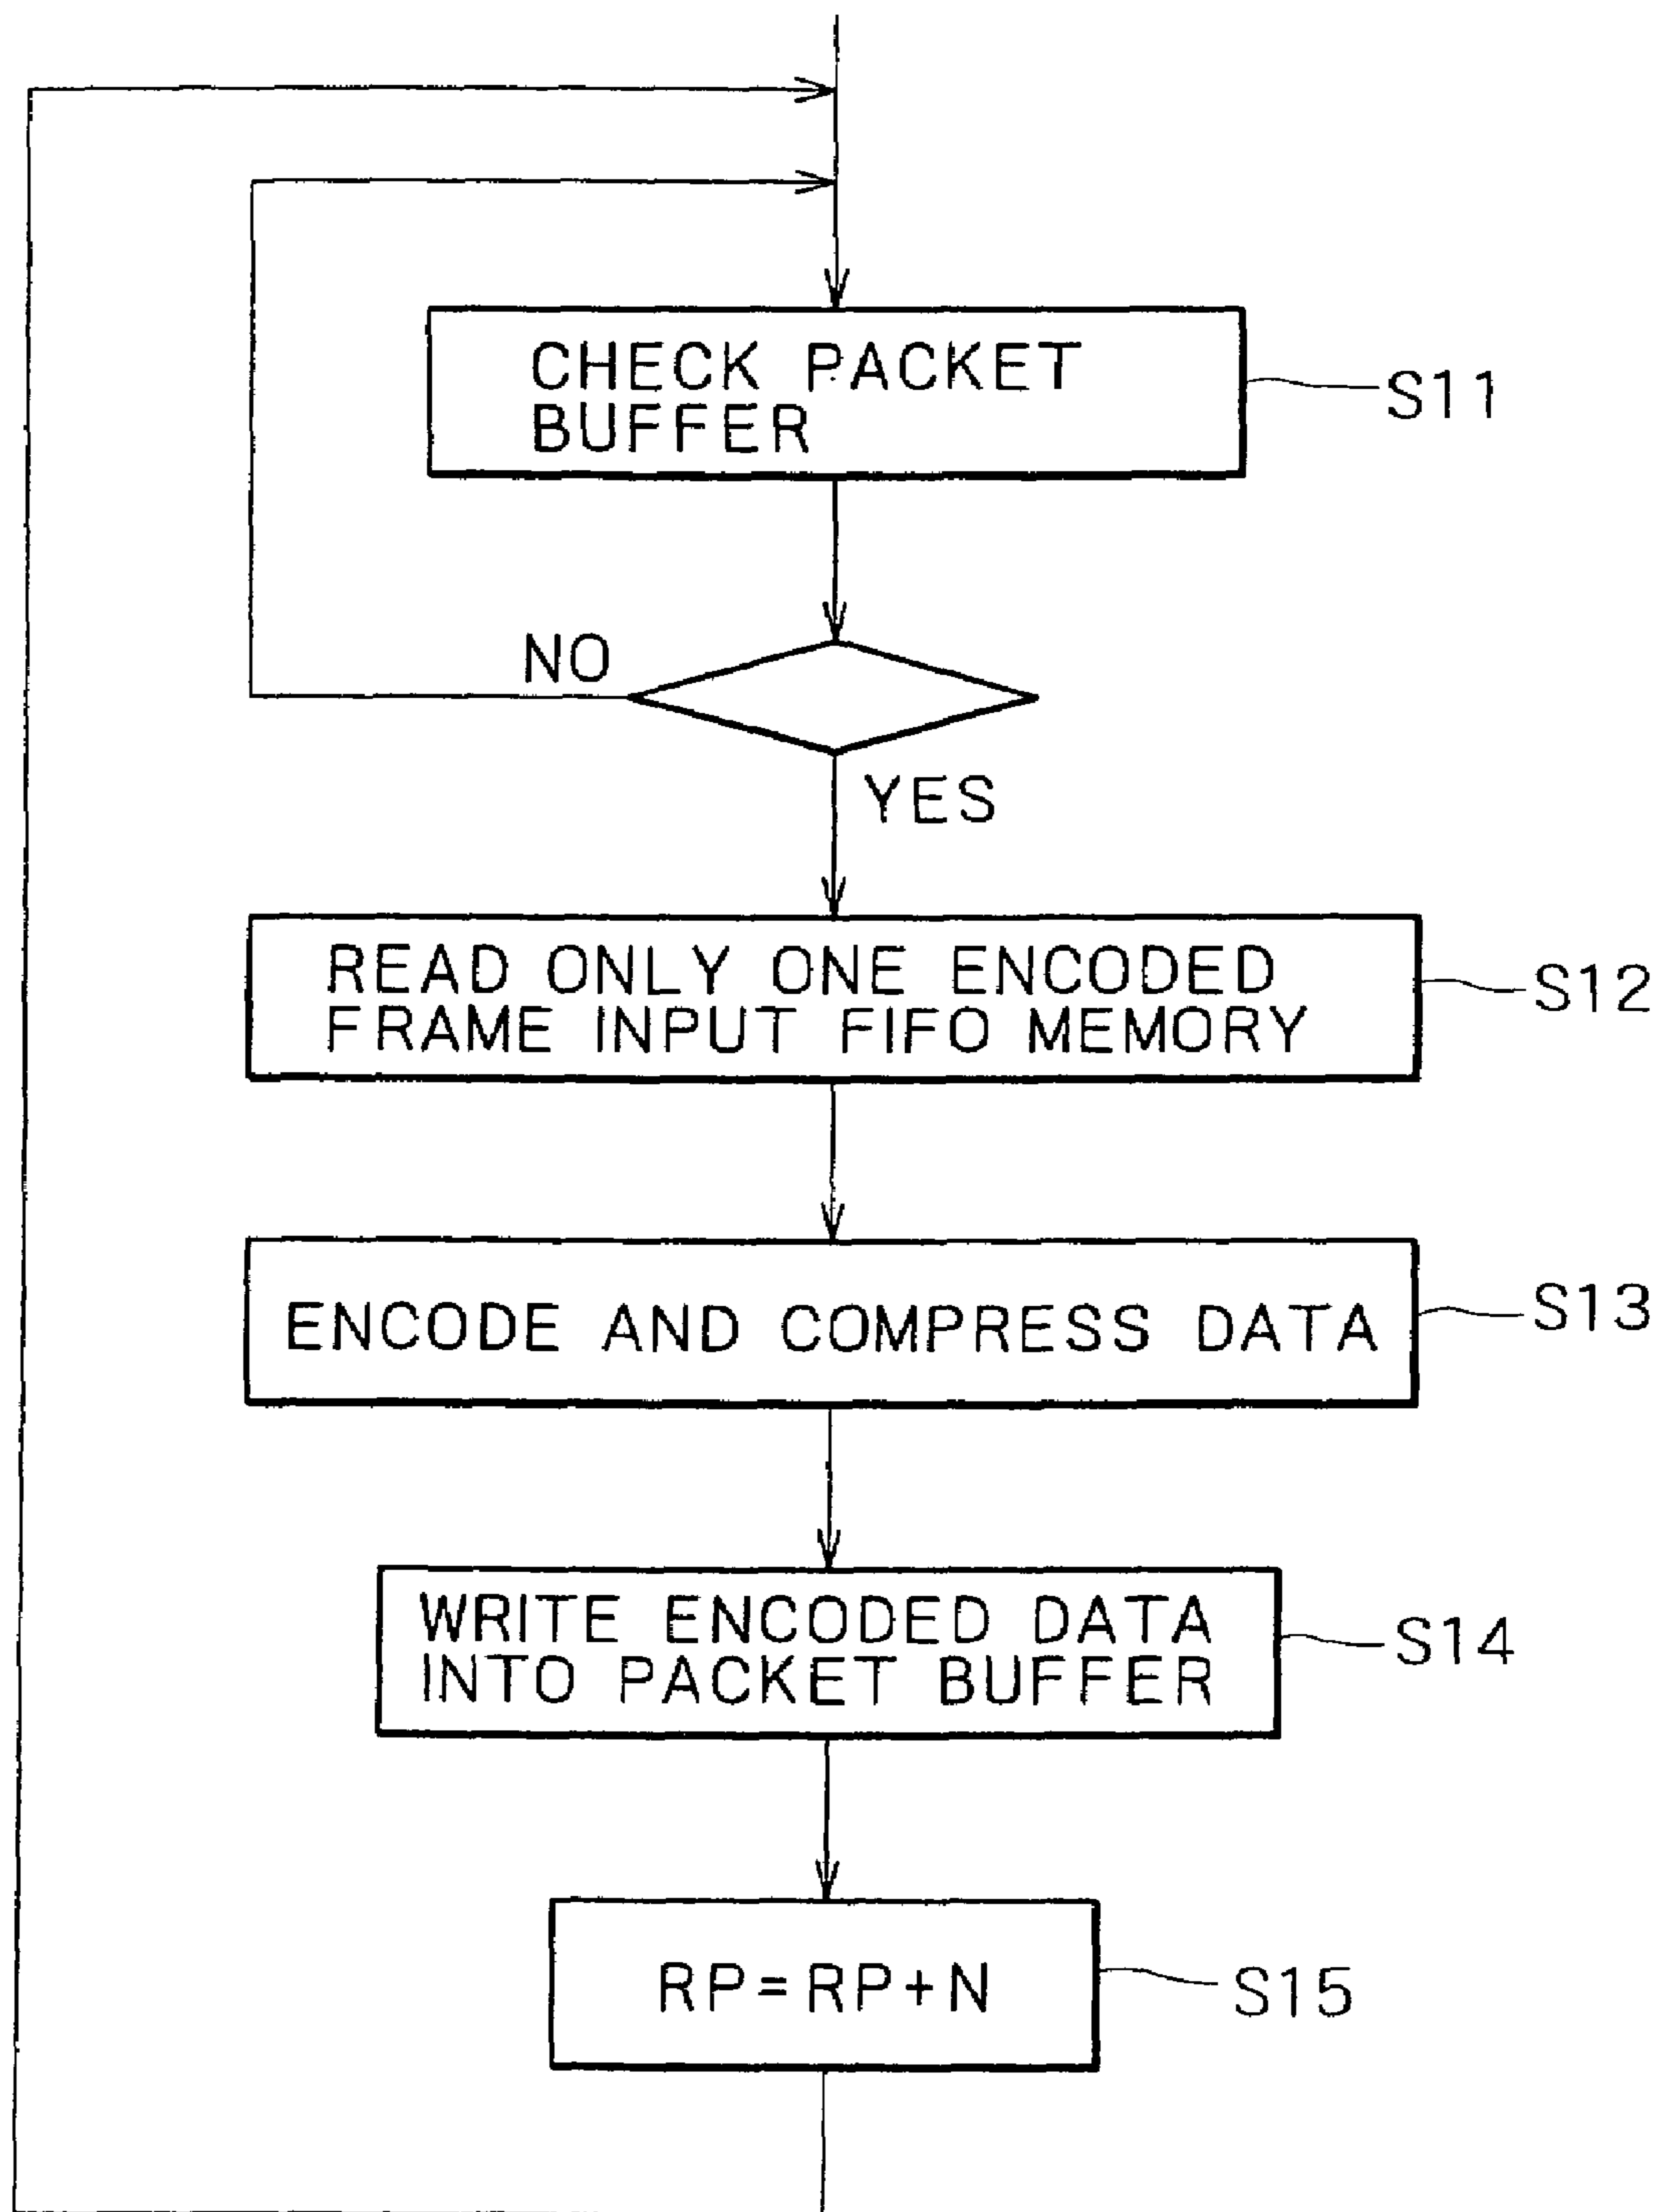 CHECK PACKET
BUFFER
S11
NO
YES
READ ONLY ONE ENCODED
FRAME INPUT FIFO MEMORY
S12
ENCODE AND COMPRESS DATA
S13
WRITE ENCODED DATA
INTO PACKET BUFFER
S14
RP=RP+N
S15